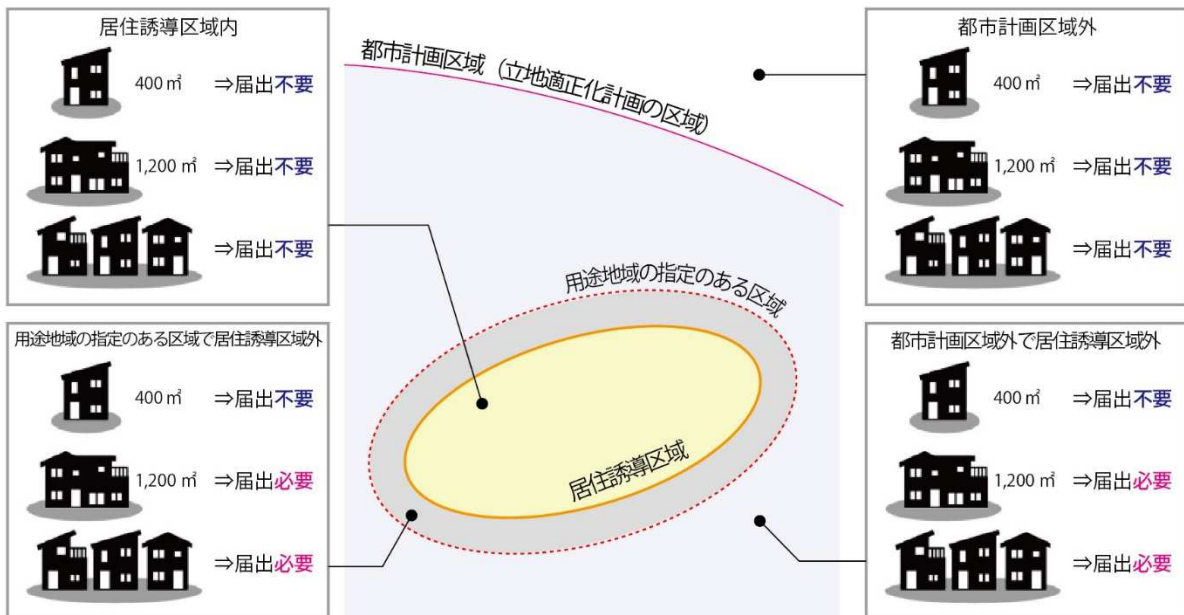 居住誘導区域内
400㎡ ⇒届出不要
1,200㎡ ⇒届出不要
⇒届出不要
都市計画区域（立地適正化計画の区域）
都市計画区域外
400㎡ ⇒届出不要
1,200㎡ ⇒届出不要
⇒届出不要
用途地域の指定のある区域
居住誘導区域
用途地域の指定のある区域で居住誘導区域外
400㎡ ⇒届出不要
1,200㎡ ⇒届出必要
⇒届出必要
都市計画区域外で居住誘導区域外
400㎡ ⇒届出不要
1,200㎡ ⇒届出必要
⇒届出必要